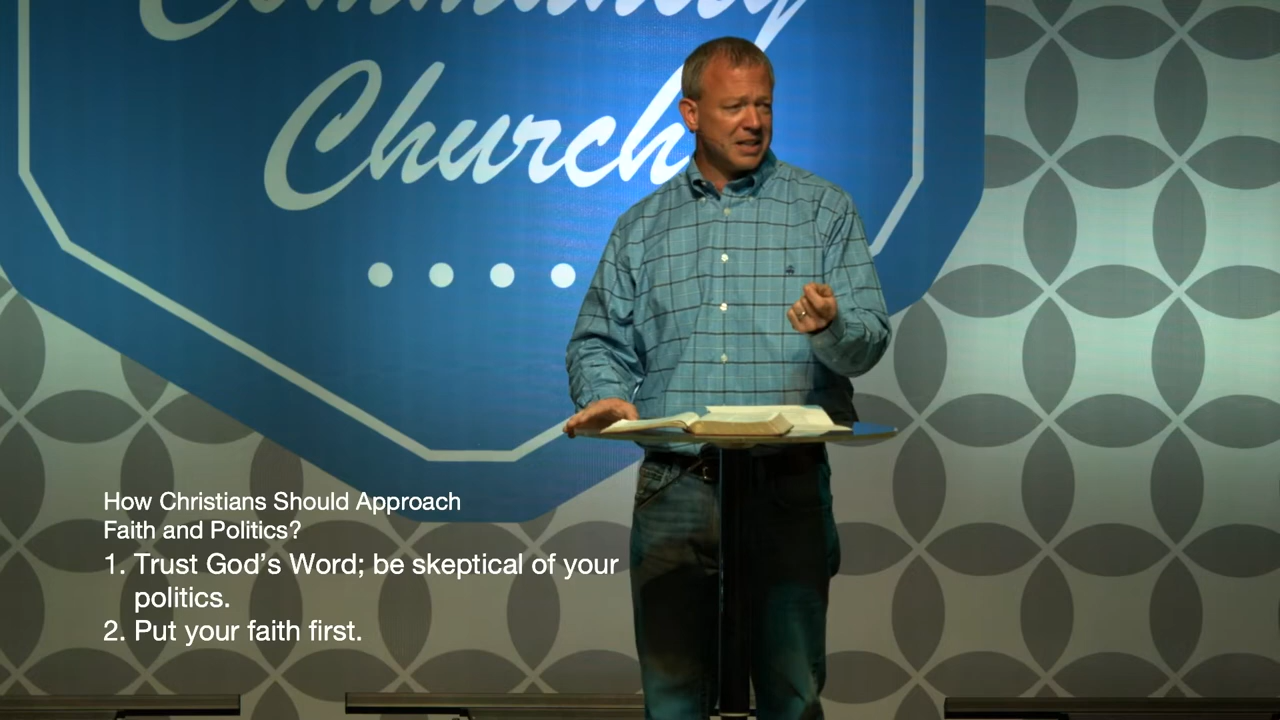 Community
Church
How Christians Should Approach
Faith and Politics?
1. Trust God's Word; be skeptical of your
politics.
2. Put your faith first.